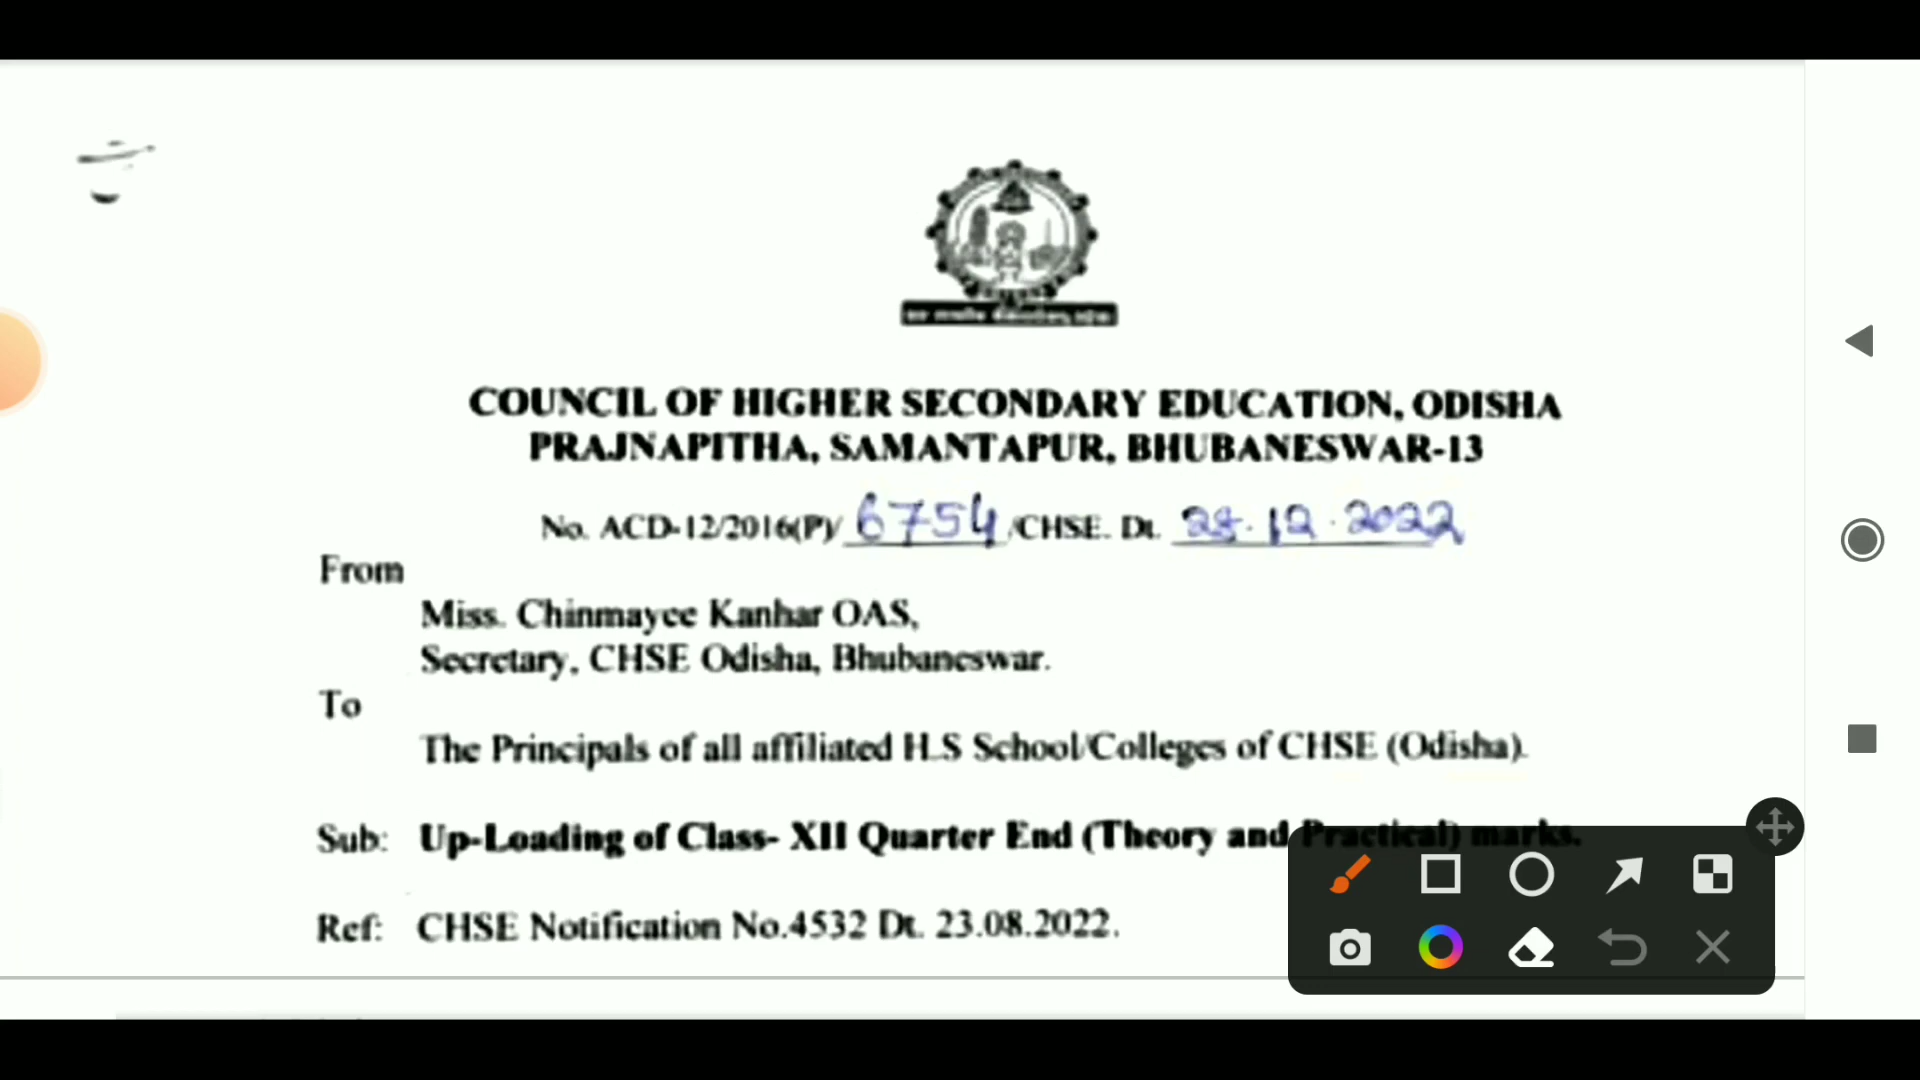 COUNCIL OF HIGHER SECONDARY EDUCATION, ODISHA
PRAJNAPITHA, SAMANTAPUR, BHUBANESWAR-13
No. ACD-12/2016(P)/ 6754 /CHSE. Dt. 28.12.2022
From
Miss. Chinmayee Kanhar OAS,
Secretary, CHSE Odisha, Bhubaneswar.
To
The Principals of all affiliated H.S School/Colleges of CHSE (Odisha).
Sub: Up-Loading of Class- XII Quarter End (Theory and Practical) marks.
Ref: CHSE Notification No.4532 Dt. 23.08.2022.